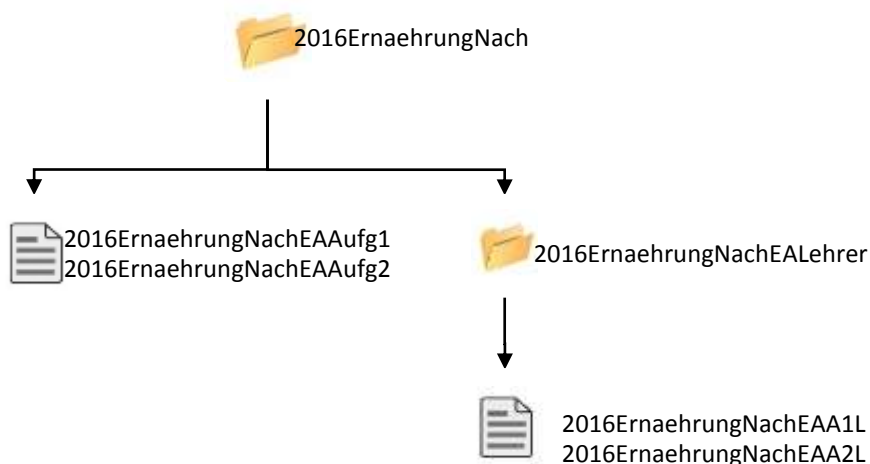 2016ErnaehrungNach
2016ErnaehrungNachEAAufg1
2016ErnaehrungNachEAAufg2
2016ErnaehrungNachEALehrer
2016ErnaehrungNachEAA1L
2016ErnaehrungNachEAA2L